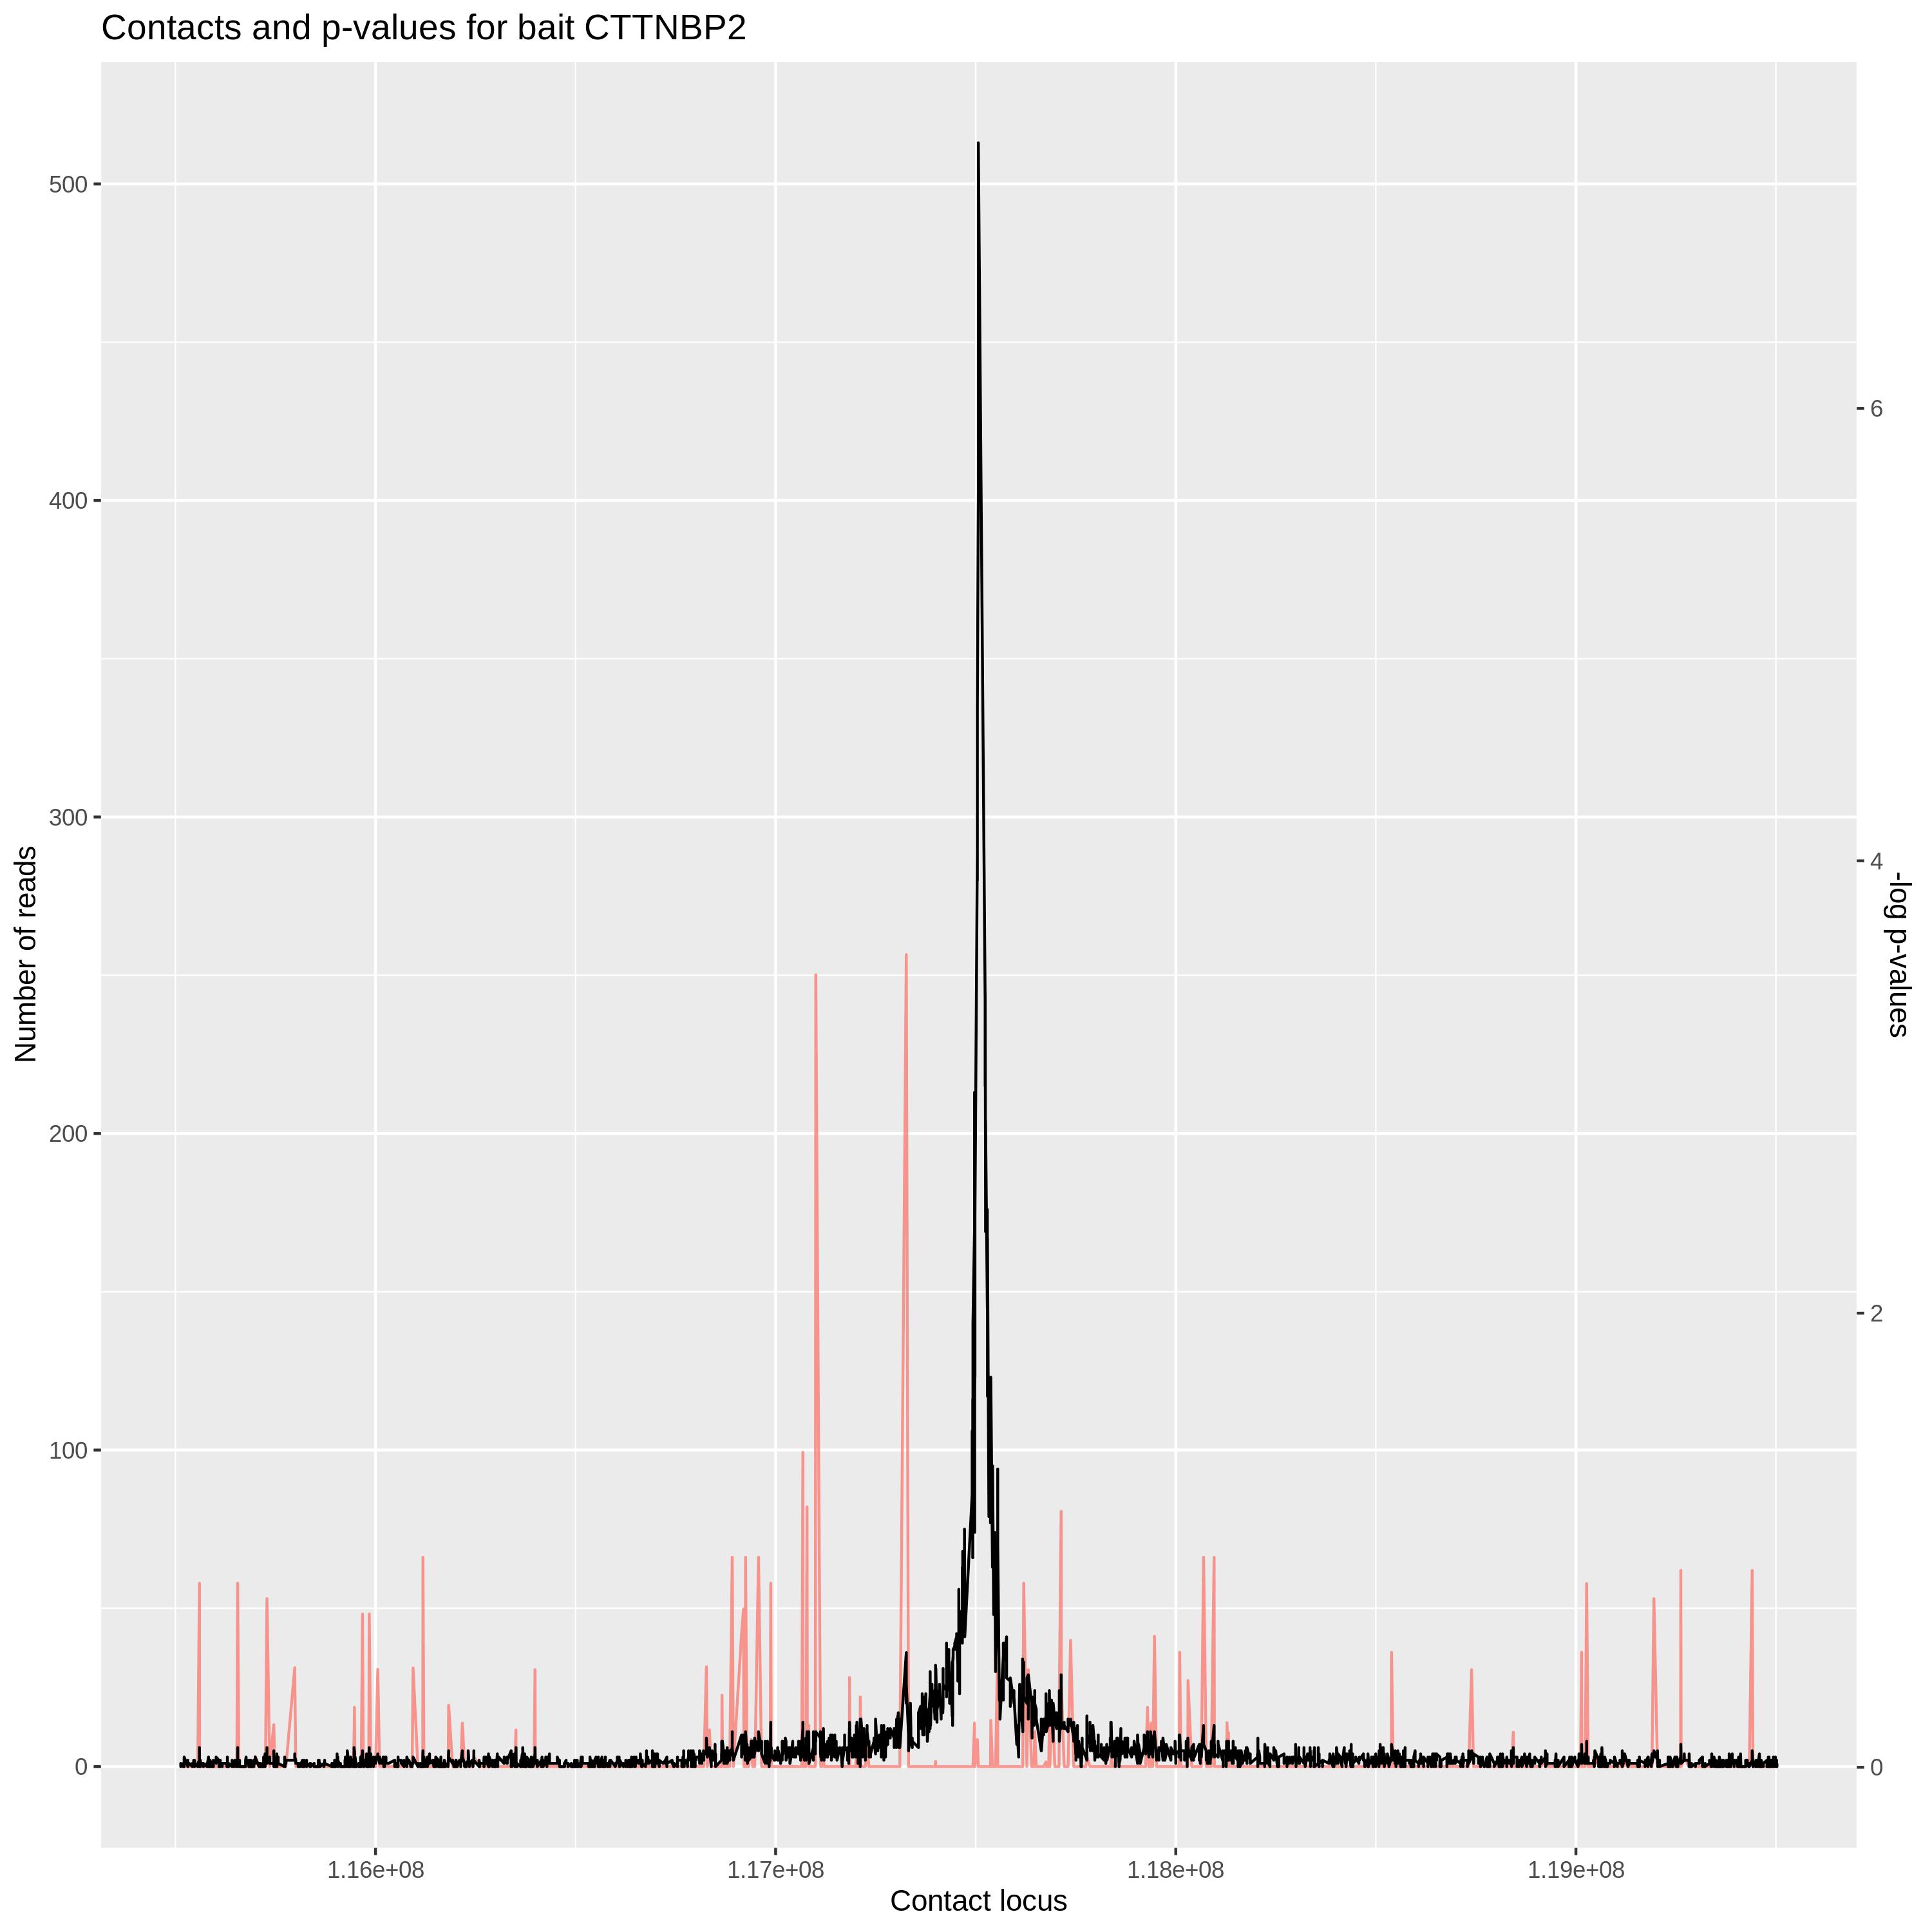 Contacts and p-values for bait CTTNBP2
500
400
300
200
100
0
Number of reads
6
4
2
0
-log p-values
1.16e+08
1.17e+08
1.18e+08
1.19e+08
Contact locus